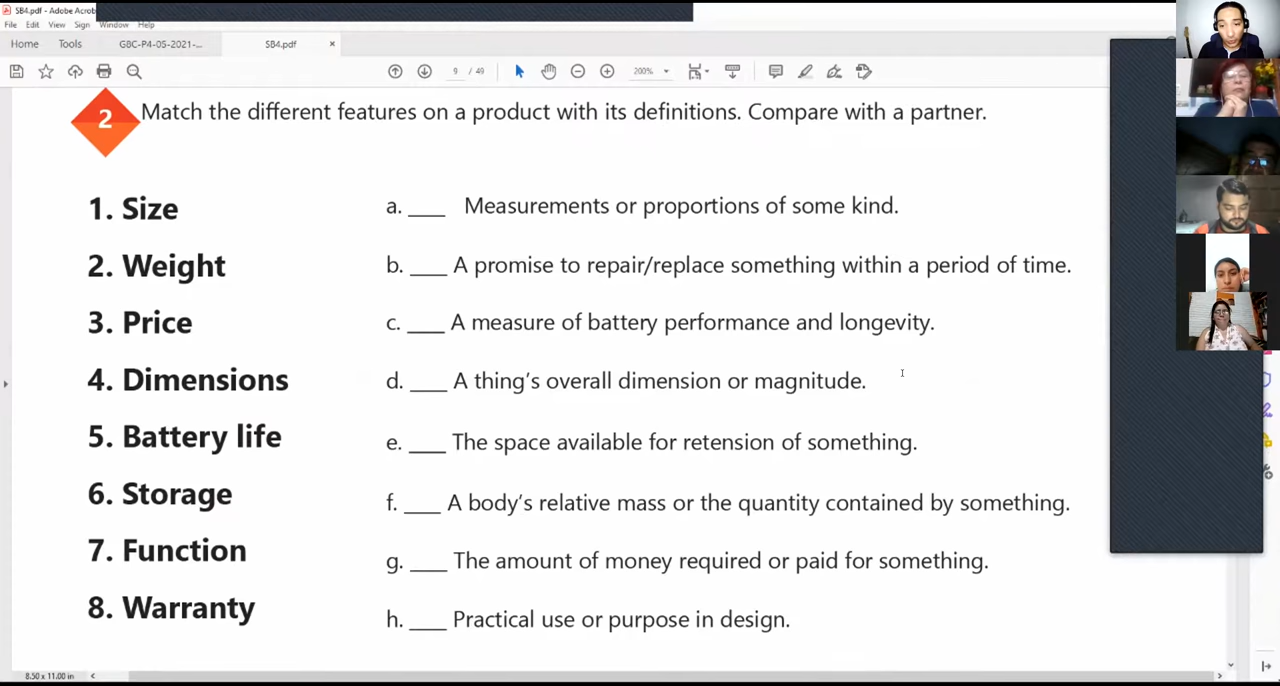 SB4.pdf - Adobe Acrob
File Edit View Sign Window Help
Home Tools GBC-P4-05-2021-... SB4.pdf ×
9 / 49 200%
2 Match the different features on a product with its definitions. Compare with a partner.
1. Size
a. ____ Measurements or proportions of some kind.
2. Weight
b. ____ A promise to repair/replace something within a period of time.
3. Price
c. ____ A measure of battery performance and longevity.
4. Dimensions
d. ____ A thing's overall dimension or magnitude.
5. Battery life
e. ____ The space available for retension of something.
6. Storage
f. ____ A body's relative mass or the quantity contained by something.
7. Function
g. ____ The amount of money required or paid for something.
8. Warranty
h. ____ Practical use or purpose in design.
8.50 x 11.00 in